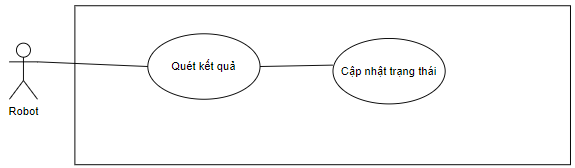 Quét kết quả
Cập nhật trạng thái
Robot